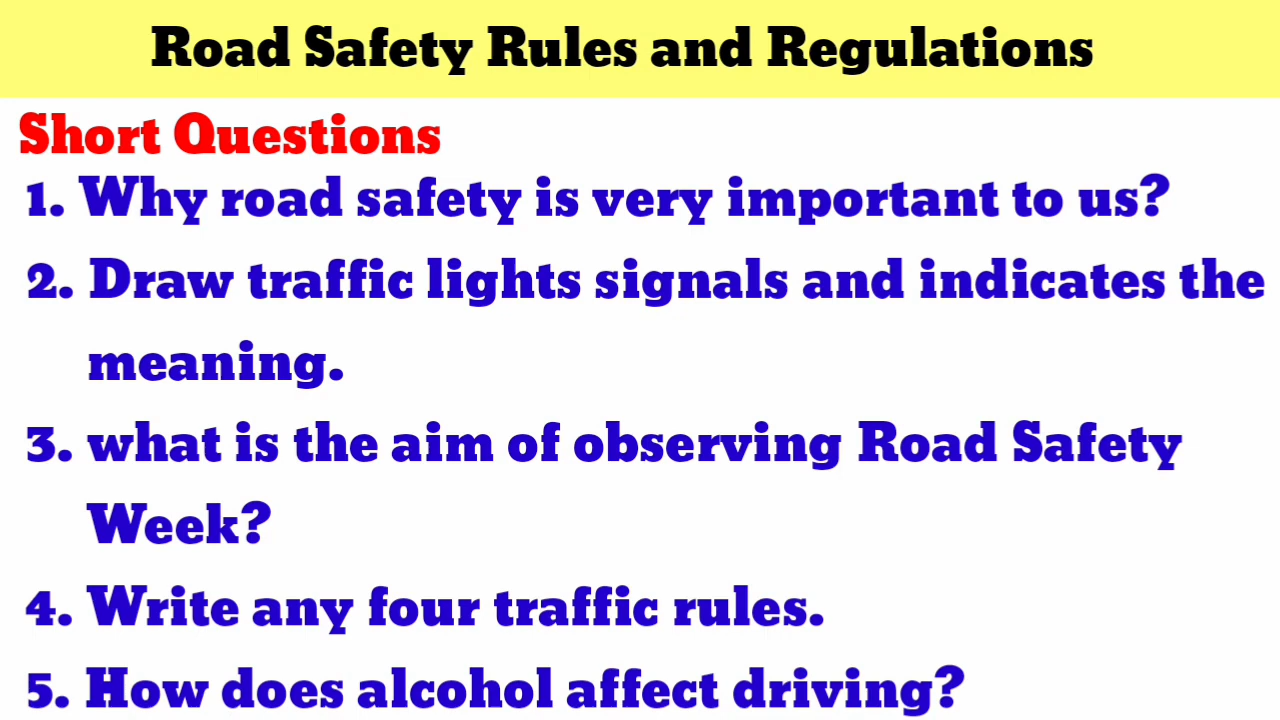 Road Safety Rules and Regulations
Short Questions
1. Why road safety is very important to us?
2. Draw traffic lights signals and indicates the
meaning.
3. what is the aim of observing Road Safety
Week?
4. Write any four traffic rules.
5. How does alcohol affect driving?